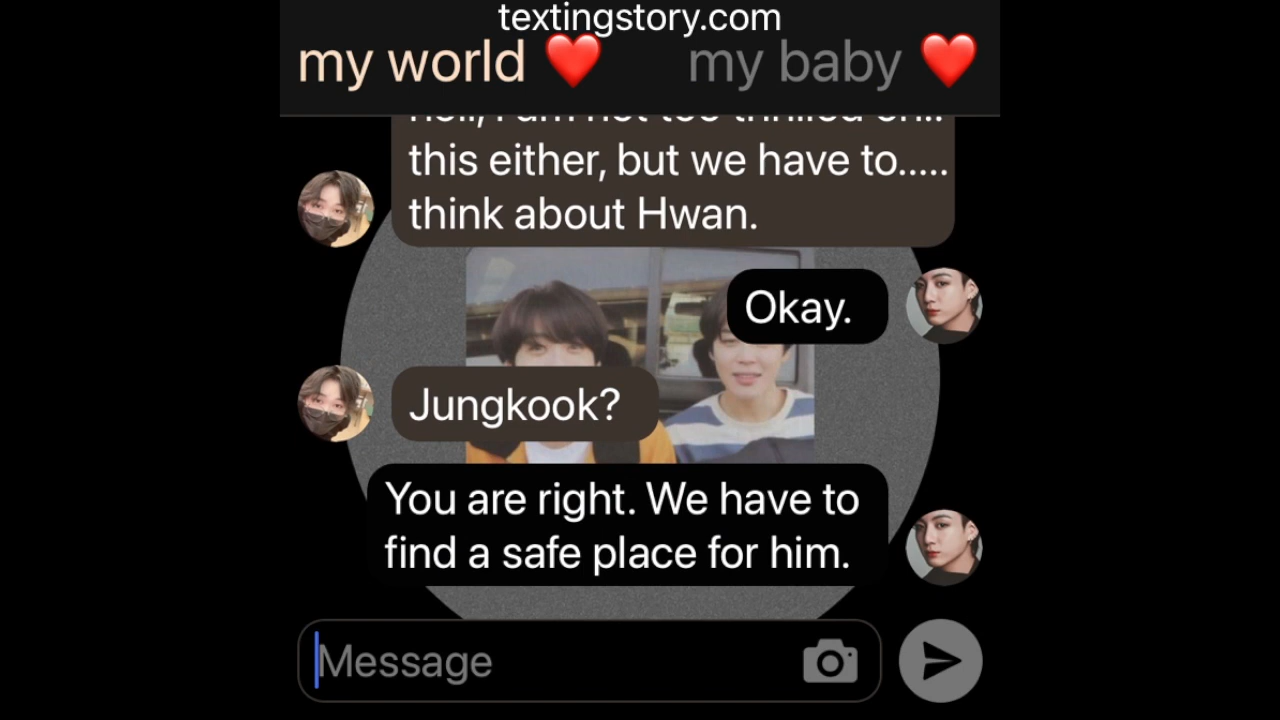 textingstory.com
my world ❤️ my baby ❤️
this either, but we have to.....
think about Hwan.
Okay.
Jungkook?
You are right. We have to
find a safe place for him.
Message